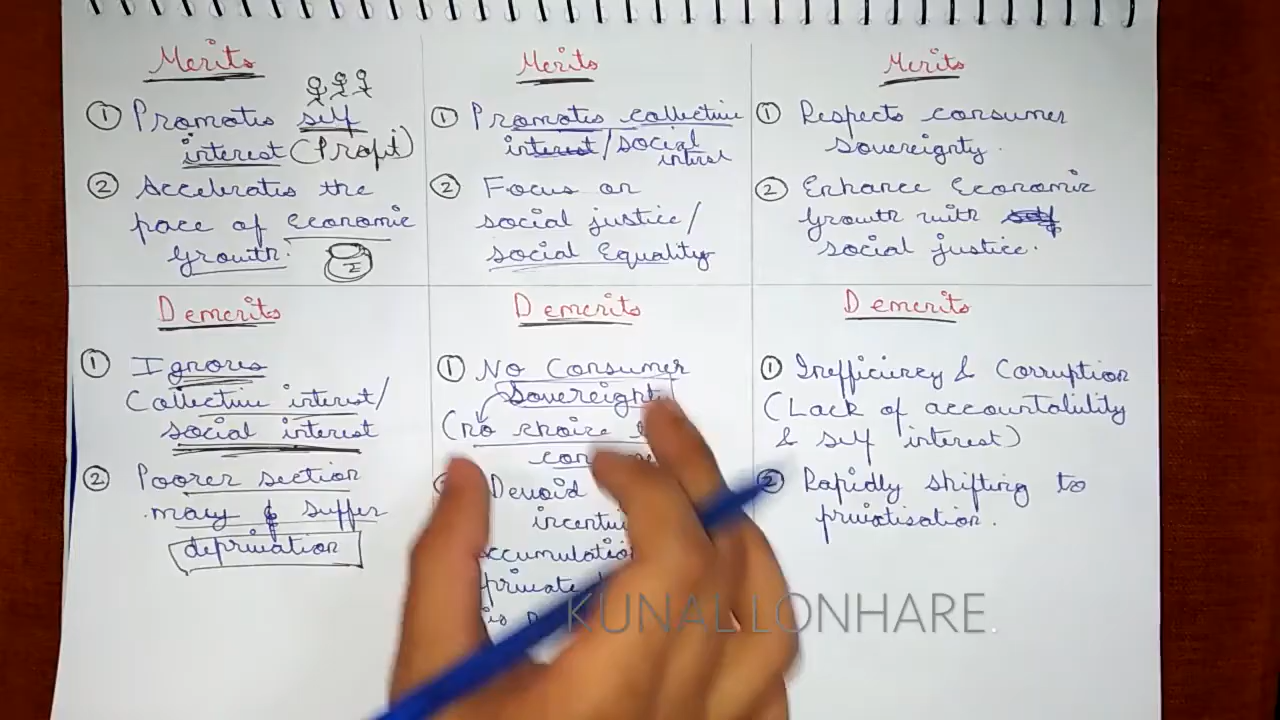 Merits
① Promotes self
interest (Profit)
② Accelerates the
pace of Economic
Growth.
Merits
① Promotes collective
interest/social
interest
② Focus on
social justice/
social Equality
Merits
① Respects consumer
sovereignty.
② Enhance Economic
Growth with
social justice.
Demerits
① Ignores
Collective interest/
social interest
② Poorer section
may suffer
deprivation
Demerits
① No Consumer
Sovereignty
(no choice
② Devoid
private
is
Demerits
① Inefficiency & Corruption
(Lack of accountability
& self interest)
② Rapidly shifting to
privatisation.
KUNAL LONHARE.